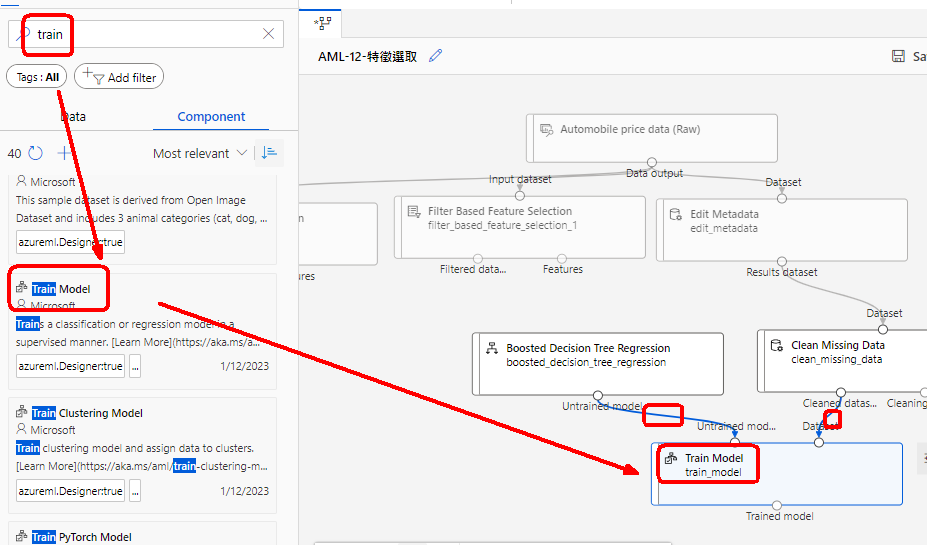 train
Tags : All
Add filter
Data
Component
40
Most relevant
Microsoft
This sample dataset is derived from Open Image
Dataset and includes 3 animal categories (cat, dog, ...
azureml.Designer:true
Train Model
Microsoft
Trains a classification or regression model in a
supervised manner. [Learn More](https://aka.ms/a...
azureml.Designer:true
...
1/12/2023
Train Clustering Model
Microsoft
Train clustering model and assign data to clusters.
[Learn More](https://aka.ms/aml/train-clustering-m...
azureml.Designer:true
...
1/12/2023
Train PyTorch Model
AML-12-特徵選取
Sa
Automobile price data (Raw)
Data output
Input dataset
Dataset
Filter Based Feature Selection
filter_based_feature_selection_1
Filtered data...
Features
Edit Metadata
edit_metadata
Results dataset
Dataset
Boosted Decision Tree Regression
boosted_decision_tree_regression
Untrained model
Clean Missing Data
clean_missing_data
Cleaned datas...
Cleaning
Untrained mod...
Dataset
Train Model
train_model
Trained model